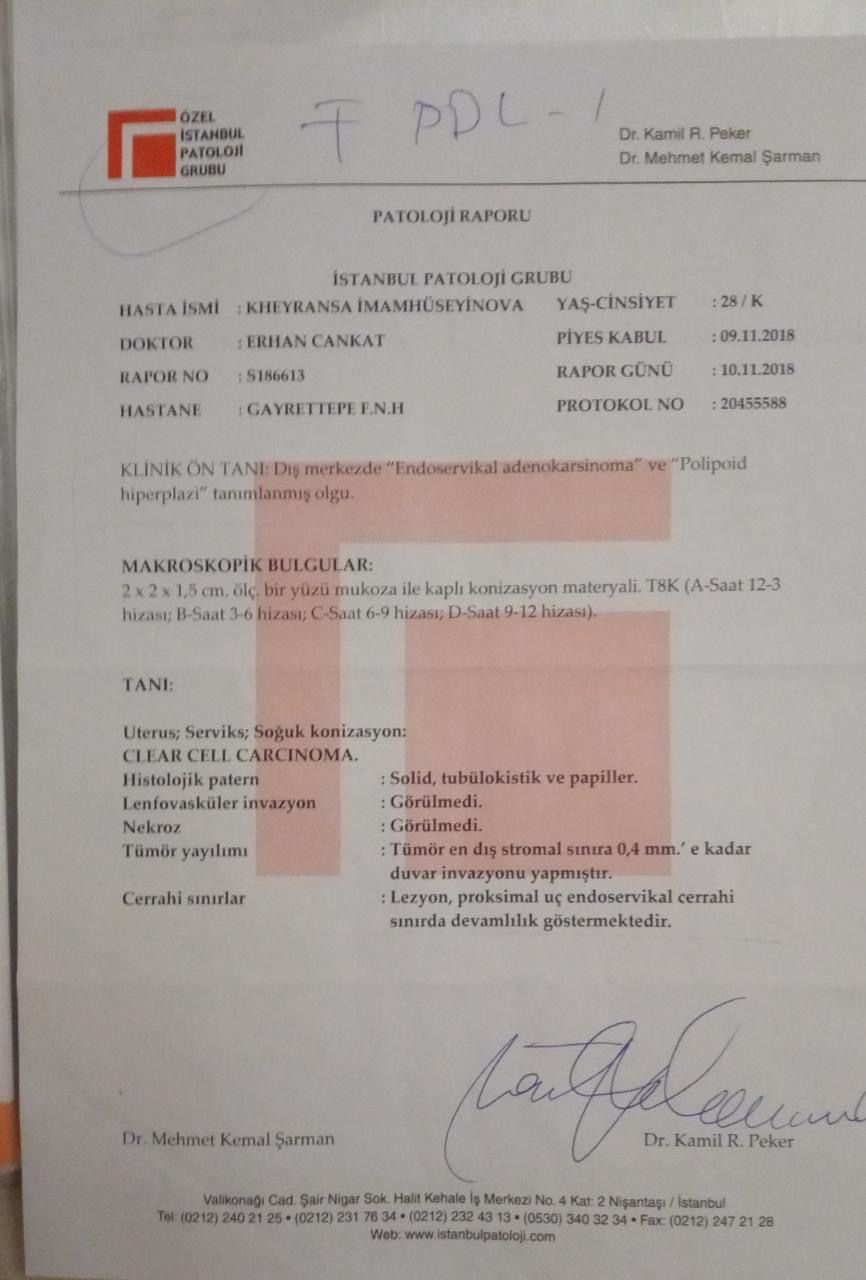 ÖZEL
İSTANBUL
PATOLOJİ
GRUBU
PDL-1
Dr. Kamil R. Peker
Dr. Mehmet Kemal Şarman
PATOLOJİ RAPORU
İSTANBUL PATOLOJİ GRUBU
HASTA İSMİ : KHEYRANSA İMAMHÜSEYİNOVA YAŞ-CİNSİYET : 28 / K
DOKTOR : ERHAN CANKAT PİYES KABUL : 09.11.2018
RAPOR NO : S186613 RAPOR GÜNÜ : 10.11.2018
HASTANE : GAYRETTEPE F.N.H PROTOKOL NO : 20455588
KLİNİK ÖN TANI: Dış merkezde “Endoservikal adenokarsinoma” ve “Polipoid
hiperplazi” tanımlanmış olgu.
MAKROSKOPİK BULGULAR:
2 x 2 x 1,5 cm. ölç. bir yüzü mukoza ile kaplı konizasyon materyali. T8K (A-Saat 12-3
hizası; B-Saat 3-6 hizası; C-Saat 6-9 hizası; D-Saat 9-12 hizası).
TANI:
Uterus; Serviks; Soğuk konizasyon:
CLEAR CELL CARCINOMA.
Histolojik patern : Solid, tubülokistik ve papiller.
Lenfovasküler invazyon : Görülmedi.
Nekroz : Görülmedi.
Tümör yayılımı : Tümör en dış stromal sınıra 0,4 mm.’ e kadar
duvar invazyonu yapmıştır.
Cerrahi sınırlar : Lezyon, proksimal uç endoservikal cerrahi
sınırda devamlılık göstermektedir.
Dr. Mehmet Kemal Şarman Dr. Kamil R. Peker
Valikonağı Cad. Şair Nigar Sok. Halit Kehale İş Merkezi No. 4 Kat: 2 Nişantaşı / İstanbul
Tel: (0212) 240 21 25 • (0212) 231 76 34 • (0212) 232 43 13 • (0530) 340 32 34 • Fax: (0212) 247 21 28
Web: www.istanbulpatoloji.com